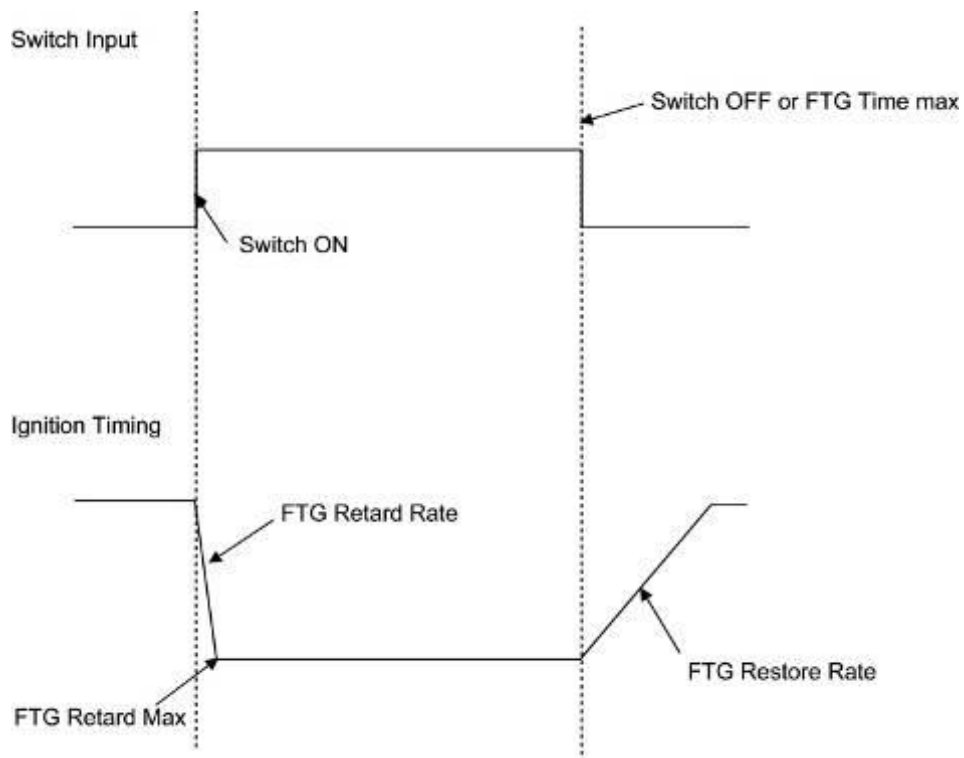 Switch Input
Switch OFF or FTG Time max
Switch ON
Ignition Timing
FTG Retard Rate
FTG Restore Rate
FTG Retard Max